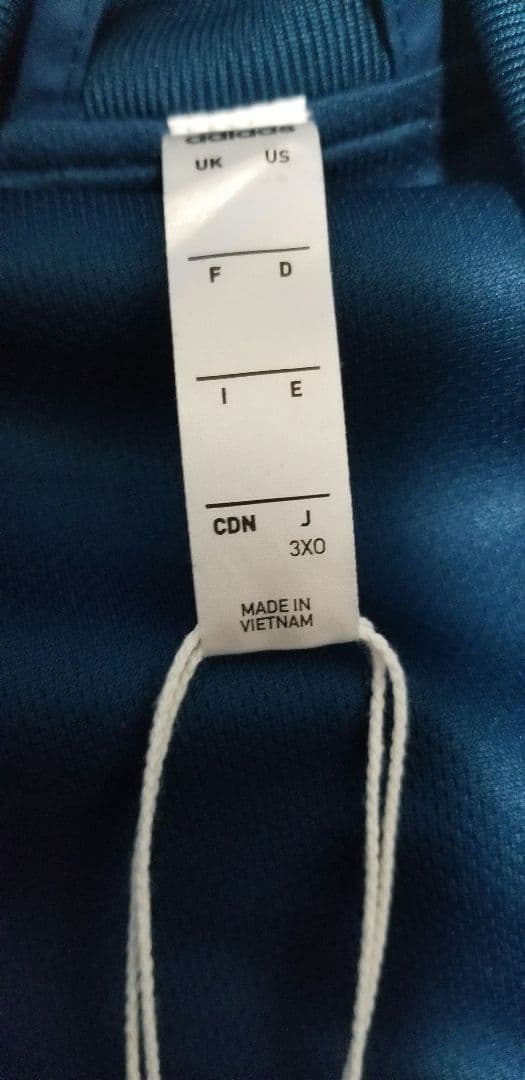 adidas
UK US
F D
I E
CDN J
3XO
MADE IN
VIETNAM